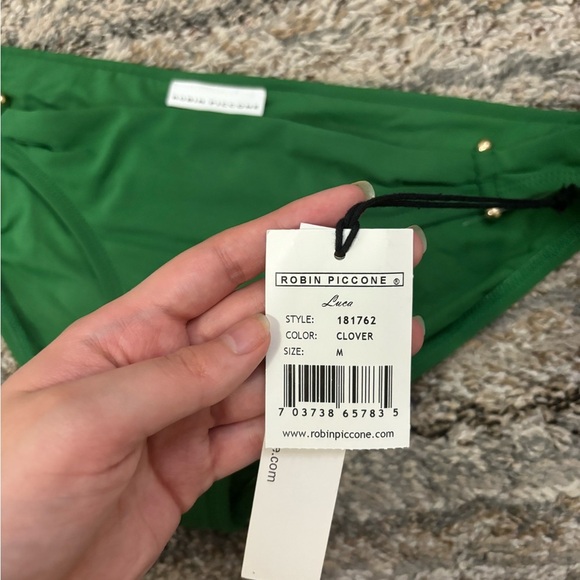 ROBIN PICCONE
ROBIN PICCONE ®
Luca
STYLE: 181762
COLOR: CLOVER
SIZE: M
7 03738 65783 5
www.robinpiccone.com
e.com